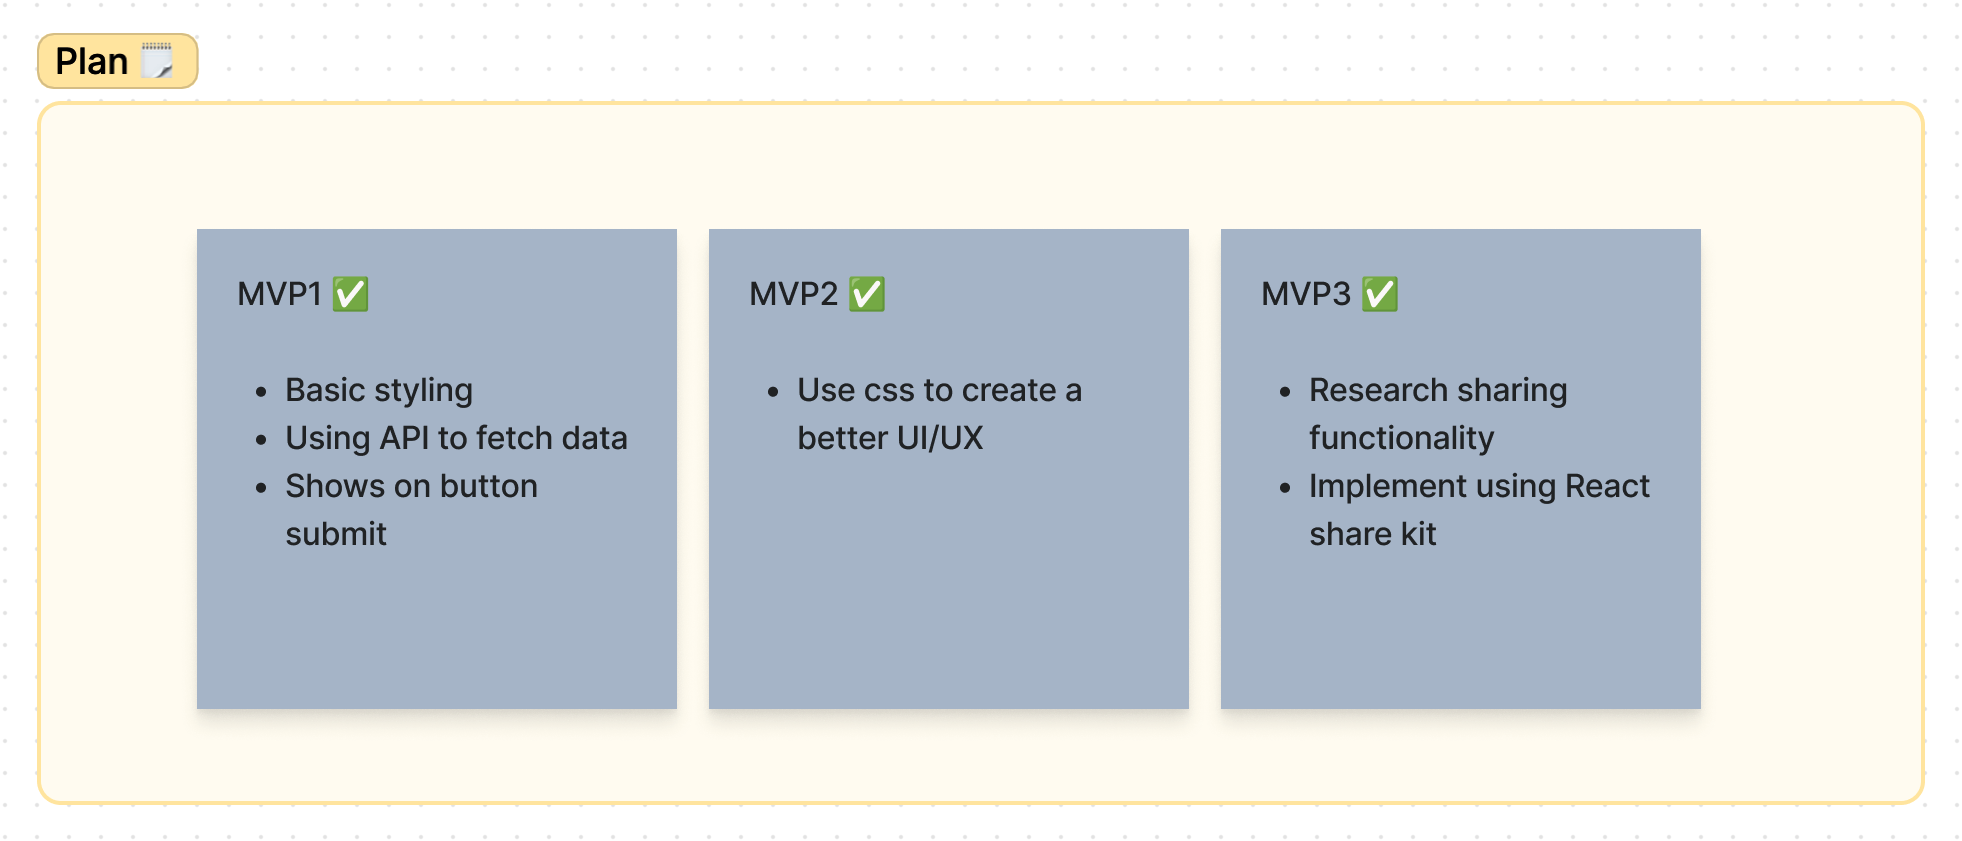 Plan 🗒️
MVP1 ✅
• Basic styling
• Using API to fetch data
• Shows on button
submit
MVP2 ✅
• Use css to create a
better UI/UX
MVP3 ✅
• Research sharing
functionality
• Implement using React
share kit